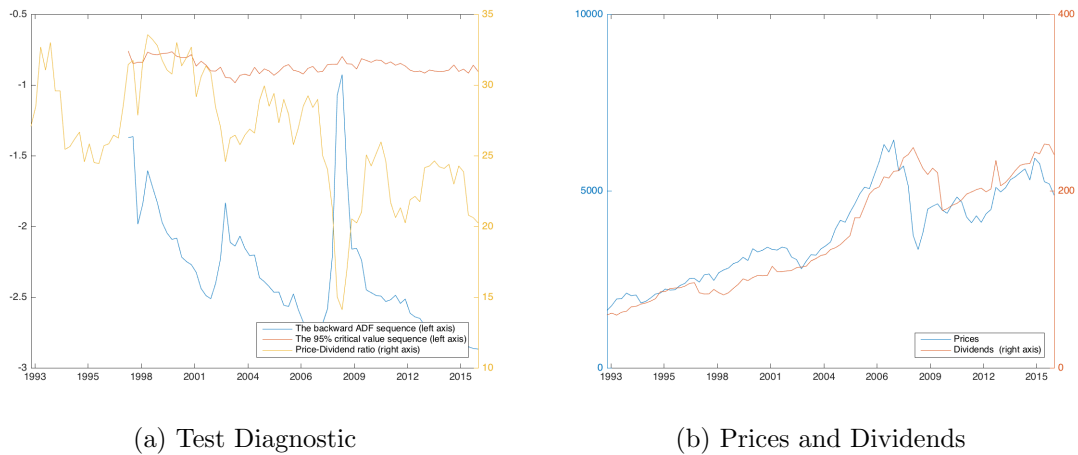 -0.5
-1
-1.5
-2
-2.5
-3
35
30
25
20
15
10
1993 1995 1998 2001 2004 2006 2009 2012 2015
The backward ADF sequence (left axis)
The 95% critical value sequence (left axis)
Price-Dividend ratio (right axis)
(a) Test Diagnostic
10000
5000
0
400
200
0
1993 1995 1998 2001 2004 2007 2009 2012 2015
Prices
Dividends (right axis)
(b) Prices and Dividends